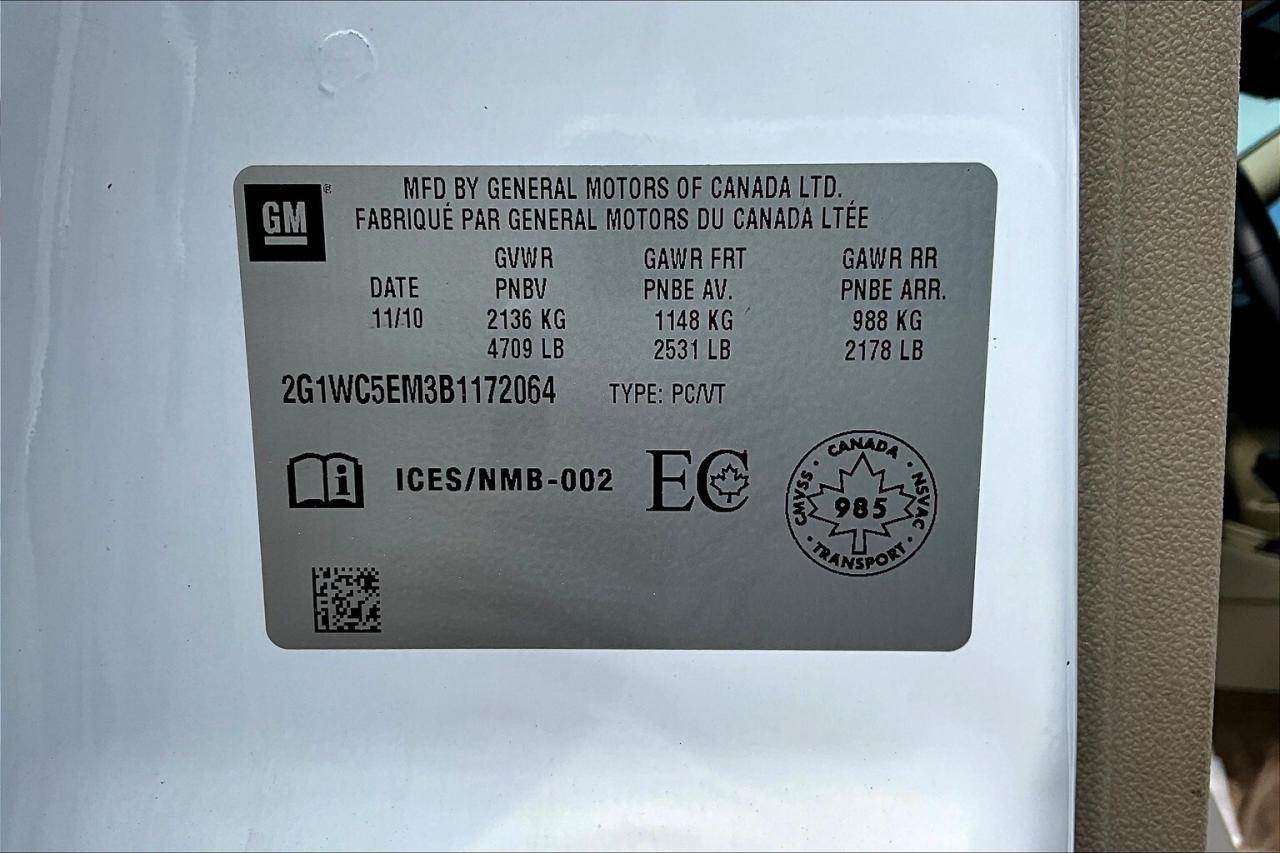 GM ®
MFD BY GENERAL MOTORS OF CANADA LTD.
FABRIQUÉ PAR GENERAL MOTORS DU CANADA LTÉE
GVWR GAWR FRT GAWR RR
DATE PNBV PNBE AV. PNBE ARR.
11/10 2136 KG 1148 KG 988 KG
4709 LB 2531 LB 2178 LB
2G1WC5EM3B1172064 TYPE: PC/VT
i ICES/NMB-002 EC
CANADA
CMVSS · 985 · NSVAC
· TRANSPORT ·